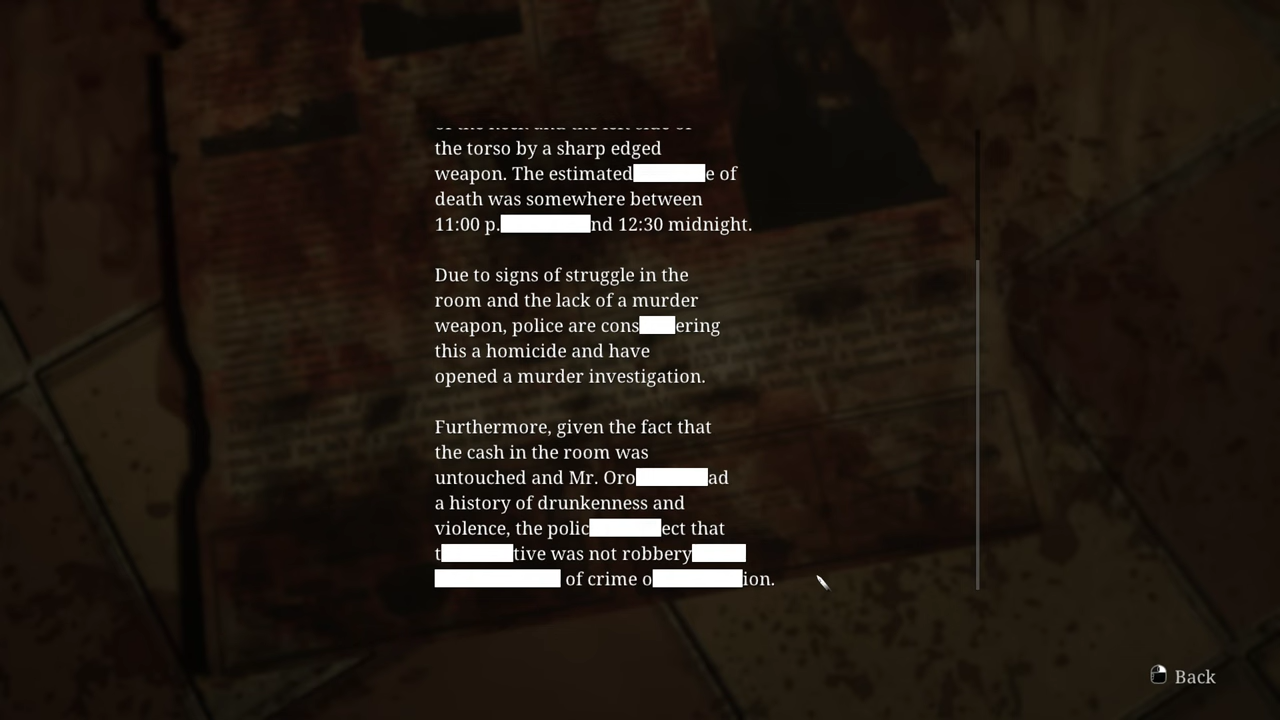 the torso by a sharp edged
weapon. The estimated e of
death was somewhere between
11:00 p. nd 12:30 midnight.
Due to signs of struggle in the
room and the lack of a murder
weapon, police are cons ering
this a homicide and have
opened a murder investigation.
Furthermore, given the fact that
the cash in the room was
untouched and Mr. Oro ad
a history of drunkenness and
violence, the polic ect that
t tive was not robbery
of crime o ion.
Back